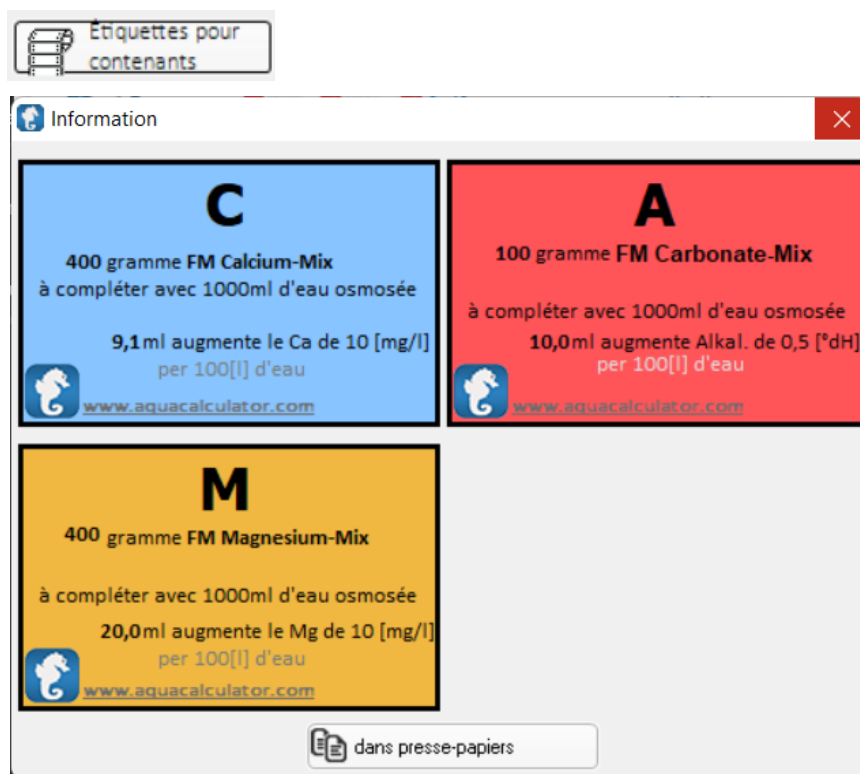 Étiquettes pour
contenants
Information
C
400 gramme FM Calcium-Mix
à compléter avec 1000ml d'eau osmosée
9,1 ml augmente le Ca de 10 [mg/l]
per 100[l] d'eau
www.aquacalculator.com
A
100 gramme FM Carbonate-Mix
à compléter avec 1000ml d'eau osmosée
10,0 ml augmente Alkal. de 0,5 [°dH]
per 100[l] d'eau
www.aquacalculator.com
M
400 gramme FM Magnesium-Mix
à compléter avec 1000ml d'eau osmosée
20,0 ml augmente le Mg de 10 [mg/l]
per 100[l] d'eau
www.aquacalculator.com
dans presse-papiers